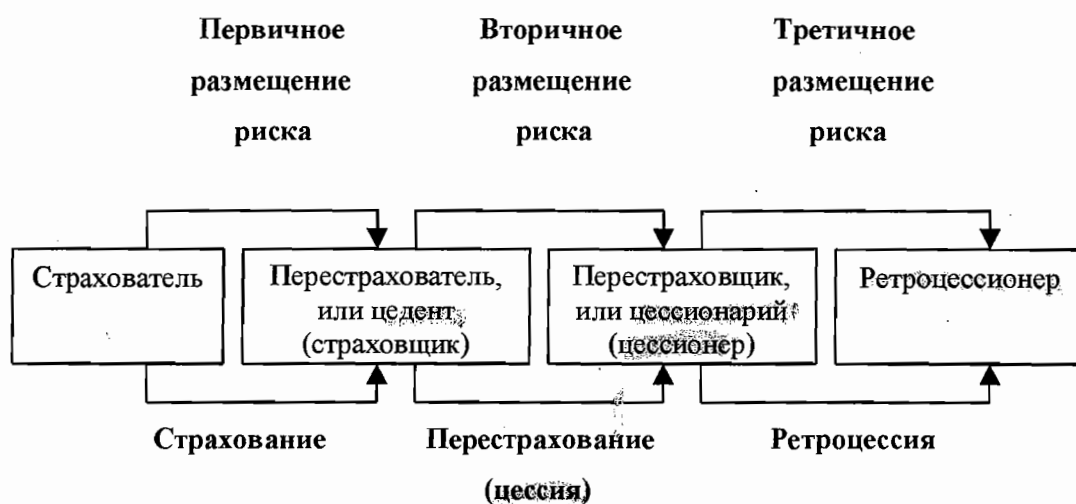 Первичное
размещение
риска
Вторичное
размещение
риска
Третичное
размещение
риска
Страхователь
Перестрахователь,
или цедент
(страховщик)
Перестраховщик,
или цессионарий
(цессионер)
Ретроцессионер
Страхование
Перестрахование
(цессия)
Ретроцессия